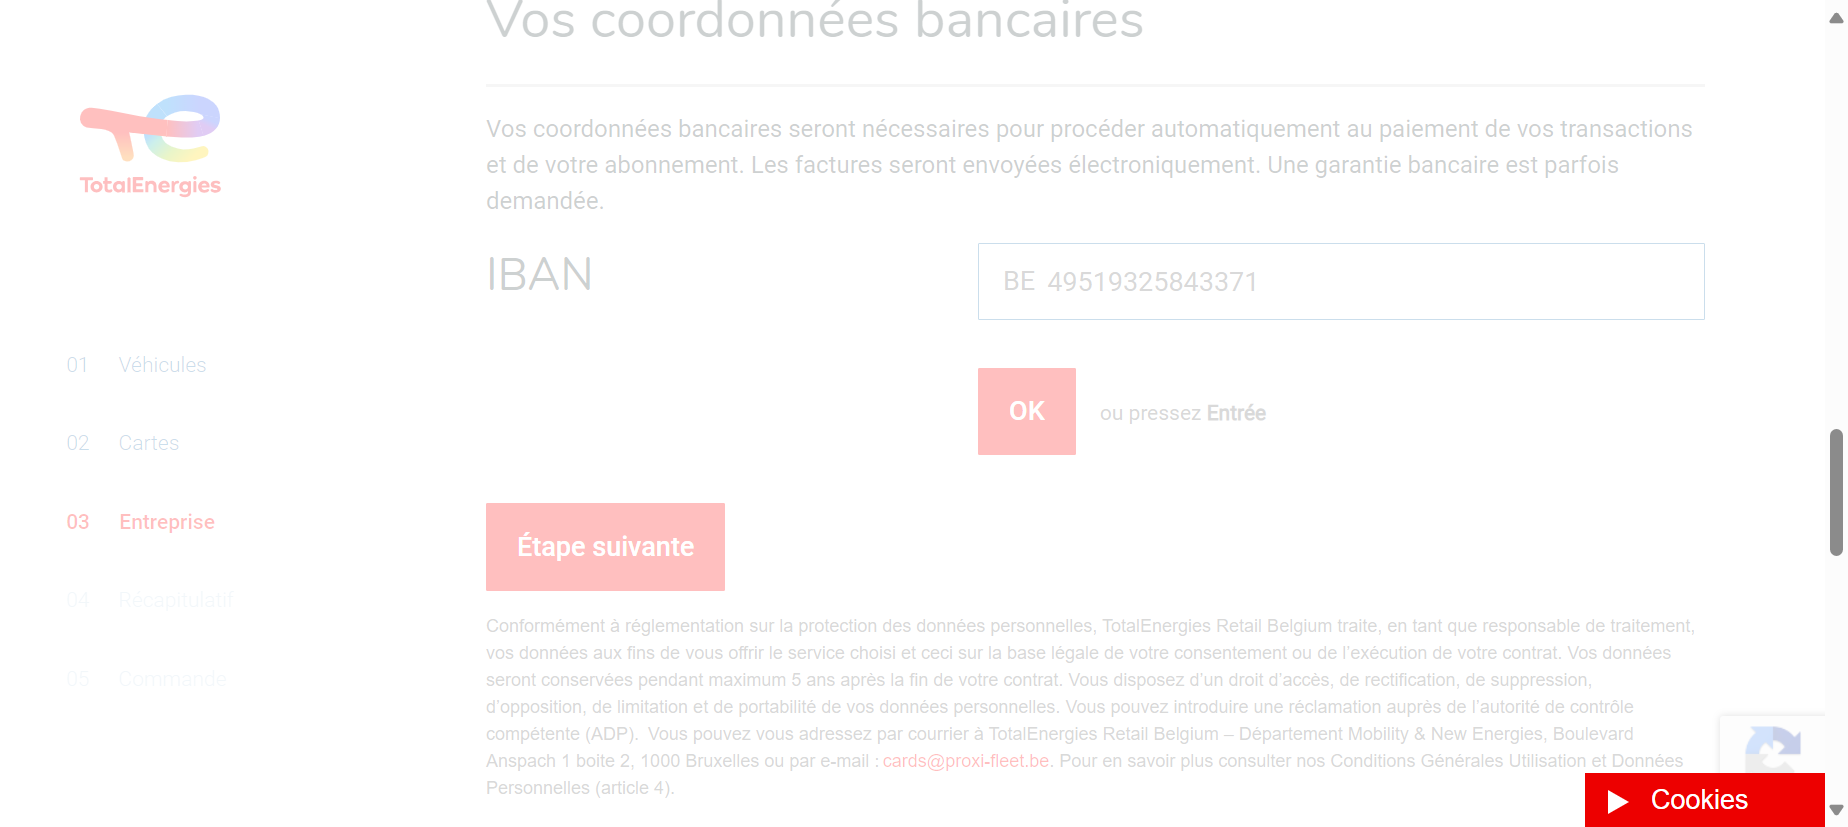 Vos coordonnées bancaires
TotalEnergies
Vos coordonnées bancaires seront nécessaires pour procéder automatiquement au paiement de vos transactions
et de votre abonnement. Les factures seront envoyées électroniquement. Une garantie bancaire est parfois
demandée.
IBAN
BE 49519325843371
01 Véhicules
OK ou pressez Entrée
02 Cartes
03 Entreprise
Étape suivante
04 Récapitulatif
Conformément à réglementation sur la protection des données personnelles, TotalEnergies Retail Belgium traite, en tant que responsable de traitement,
vos données aux fins de vous offrir le service choisi et ceci sur la base légale de votre consentement ou de l'exécution de votre contrat. Vos données
05 Commande
seront conservées pendant maximum 5 ans après la fin de votre contrat. Vous disposez d'un droit d'accès, de rectification, de suppression,
d'opposition, de limitation et de portabilité de vos données personnelles. Vous pouvez introduire une réclamation auprès de l'autorité de contrôle
compétente (ADP). Vous pouvez vous adressez par courrier à TotalEnergies Retail Belgium – Département Mobility & New Energies, Boulevard
Anspach 1 boite 2, 1000 Bruxelles ou par e-mail : cards@proxi-fleet.be. Pour en savoir plus consulter nos Conditions Générales Utilisation et Données
Personnelles (article 4).
Cookies